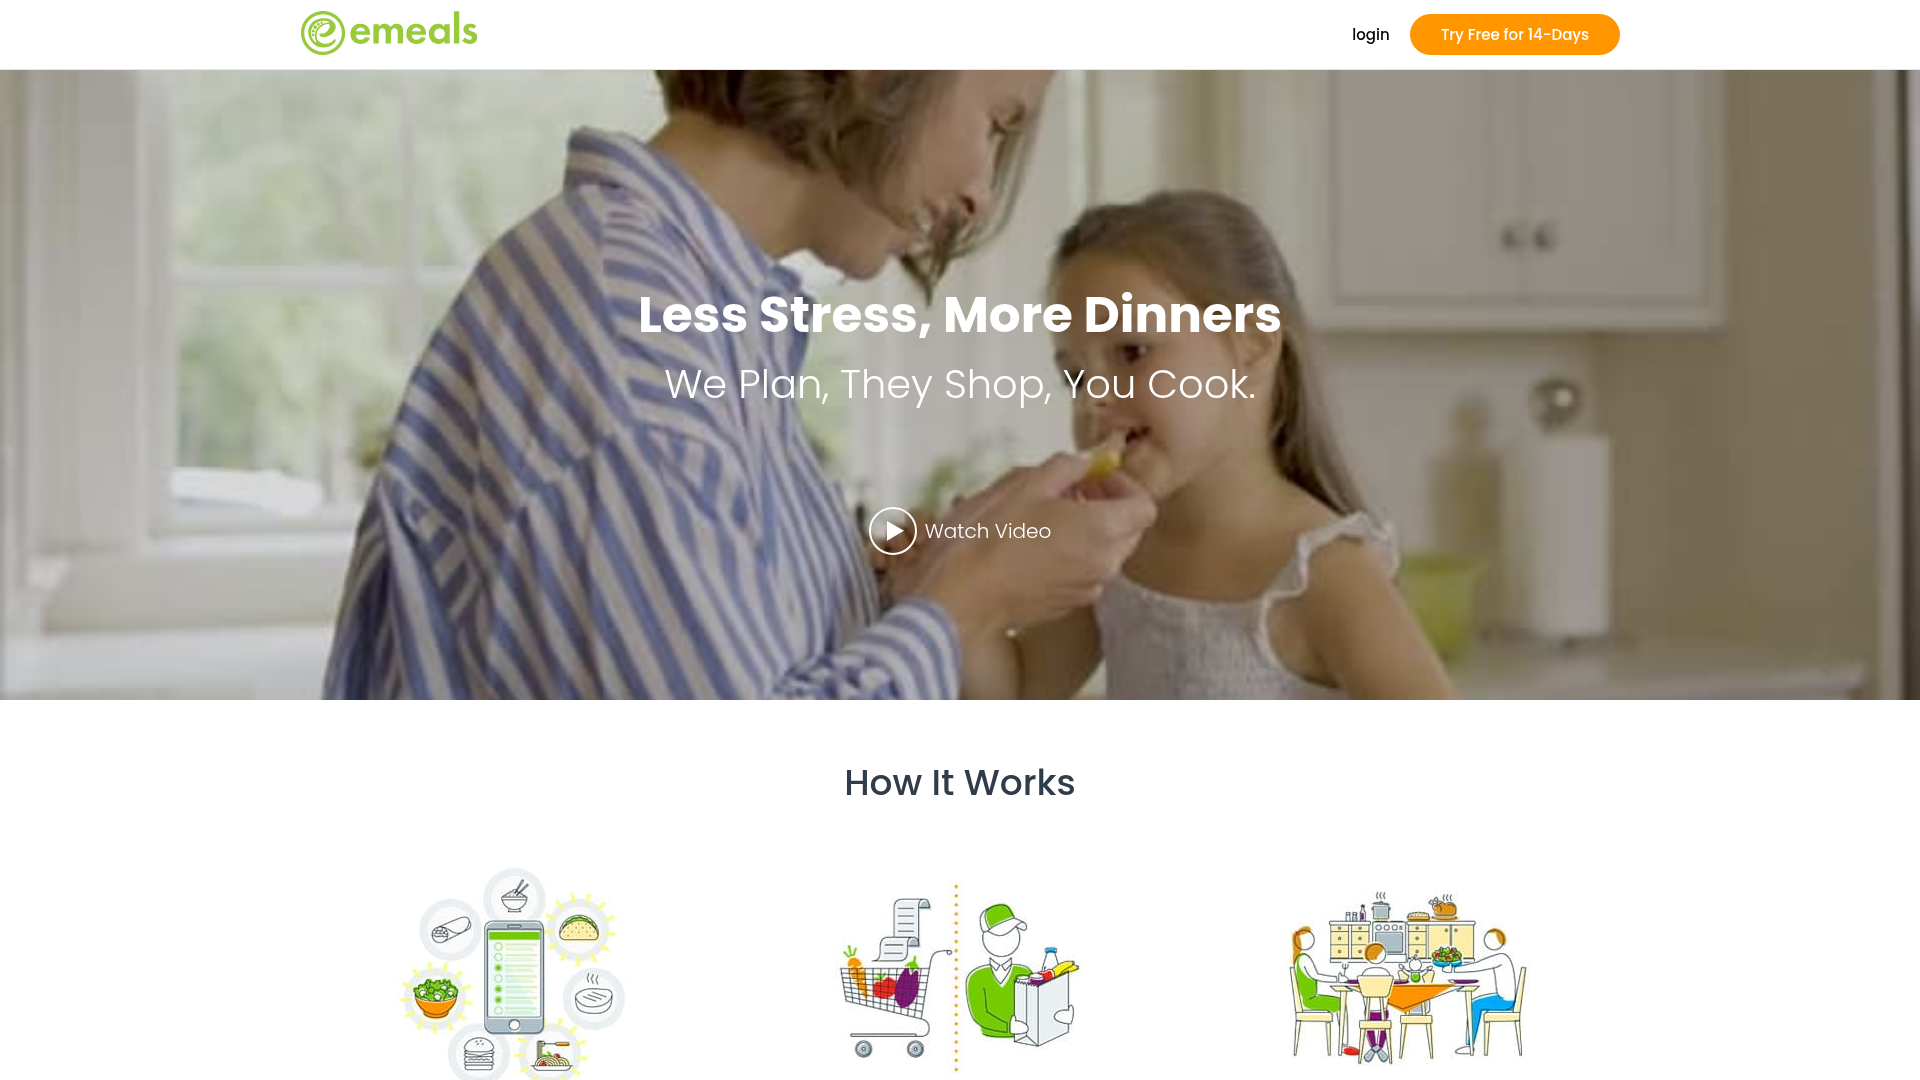 emeals
login
Try Free for 14-Days
Less Stress, More Dinners
We Plan, They Shop, You Cook.
Watch Video
How It Works